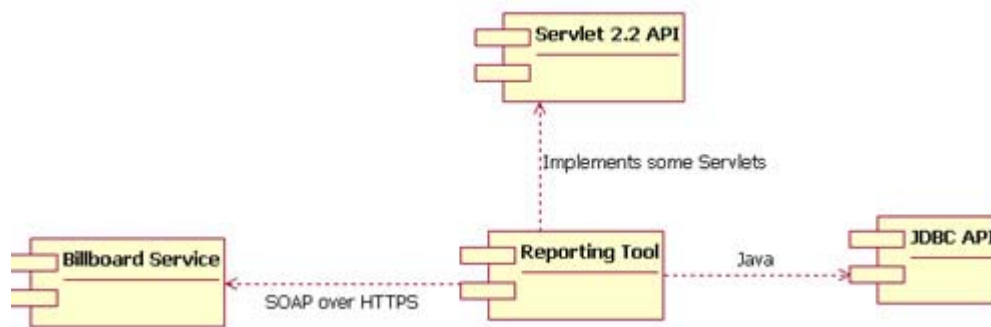 Servlet 2.2 API
Implements some Servlets
Billboard Service
Reporting Tool
JDBC API
Java
SOAP over HTTPS